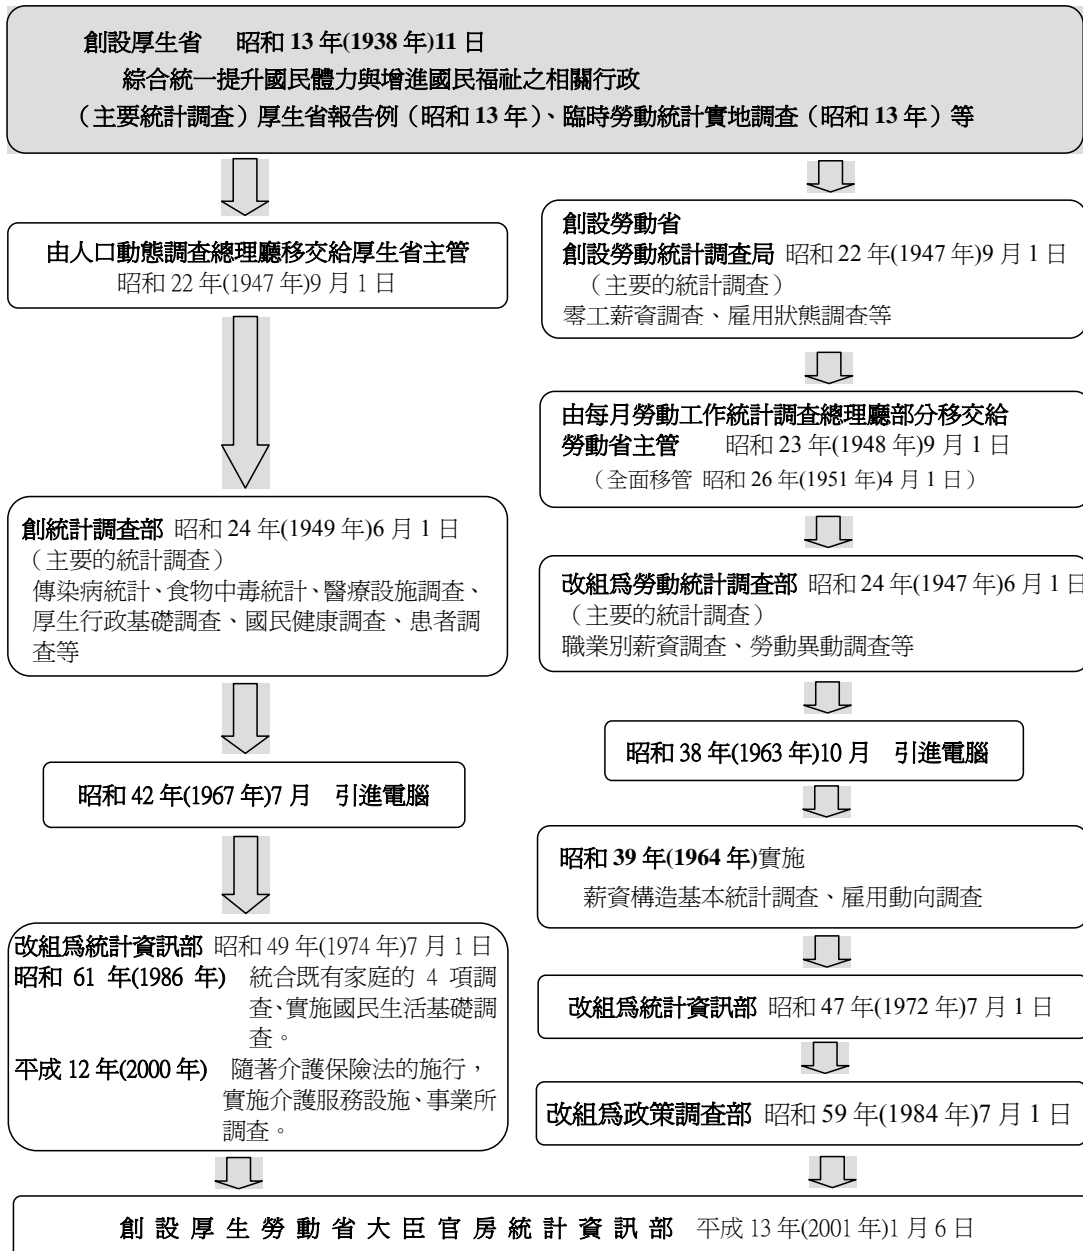 創設厚生省　昭和 13 年(1938 年)11 日
綜合統一提升國民體力與增進國民福祉之相關行政
（主要統計調查）厚生省報告例（昭和 13 年）、臨時勞動統計實地調查（昭和 13 年）等
由人口動態調查總理廳移交給厚生省主管
昭和 22 年(1947 年)9 月 1 日
創統計調查部 昭和 24 年(1949 年)6 月 1 日
（主要的統計調查）
傳染病統計、食物中毒統計、醫療設施調查、
厚生行政基礎調查、國民健康調查、患者調
查等
昭和 42 年(1967 年)7 月　引進電腦
改組爲統計資訊部 昭和 49 年(1974 年)7 月 1 日
昭和 61 年(1986 年)　統合既有家庭的 4 項調
查、實施國民生活基礎調
查。
平成 12 年(2000 年)　隨著介護保險法的施行，
實施介護服務設施、事業所
調查。
創設勞動省
創設勞動統計調查局 昭和 22 年(1947 年)9 月 1 日
（主要的統計調查）
零工薪資調查、雇用狀態調查等
由每月勞動工作統計調查總理廳部分移交給
勞動省主管　昭和 23 年(1948 年)9 月 1 日
（全面移管 昭和 26 年(1951 年)4 月 1 日）
改組爲勞動統計調查部 昭和 24 年(1947 年)6 月 1 日
（主要的統計調查）
職業別薪資調查、勞動異動調查等
昭和 38 年(1963 年)10 月　引進電腦
昭和 39 年(1964 年)實施
薪資構造基本統計調查、雇用動向調查
改組爲統計資訊部 昭和 47 年(1972 年)7 月 1 日
改組爲政策調查部 昭和 59 年(1984 年)7 月 1 日
創設厚生勞動省大臣官房統計資訊部 平成 13 年(2001 年)1 月 6 日